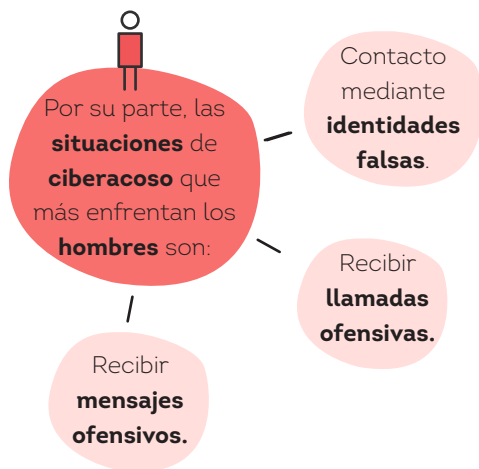 Por su parte, las
situaciones de
ciberacoso que
más enfrentan los
hombres son:
Contacto
mediante
identidades
falsas.
Recibir
llamadas
ofensivas.
Recibir
mensajes
ofensivos.